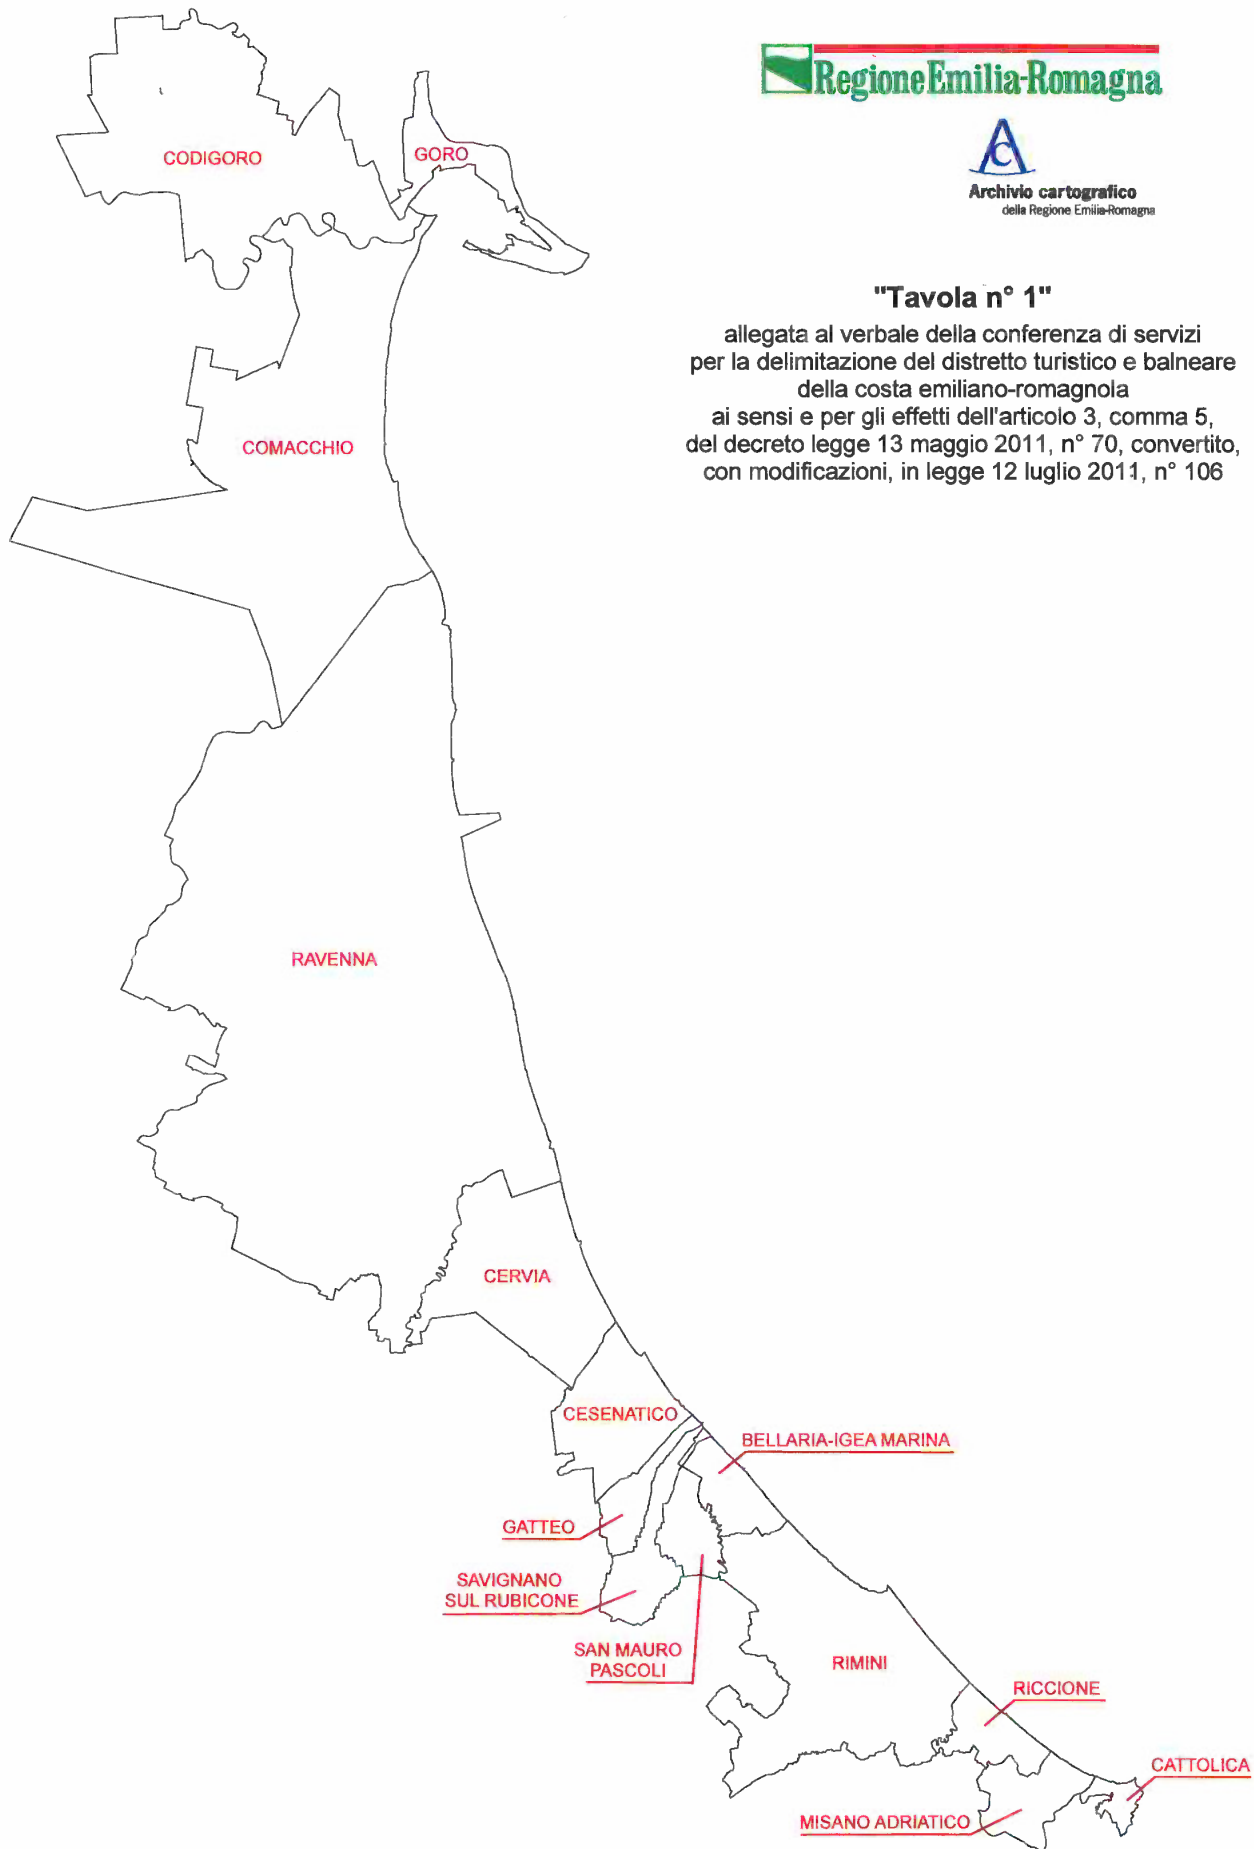 RegioneEmilia-Romagna
AC
Archivio cartografico
della Regione Emilia-Romagna
"Tavola n° 1"
allegata al verbale della conferenza di servizi
per la delimitazione del distretto turistico e balneare
della costa emiliano-romagnola
ai sensi e per gli effetti dell'articolo 3, comma 5,
del decreto legge 13 maggio 2011, n° 70, convertito,
con modificazioni, in legge 12 luglio 2011, n° 106
CODIGORO
GORO
COMACCHIO
RAVENNA
CERVIA
CESENATICO
BELLARIA-IGEA MARINA
GATTEO
SAVIGNANO
SUL RUBICONE
SAN MAURO
PASCOLI
RIMINI
RICCIONE
CATTOLICA
MISANO ADRIATICO